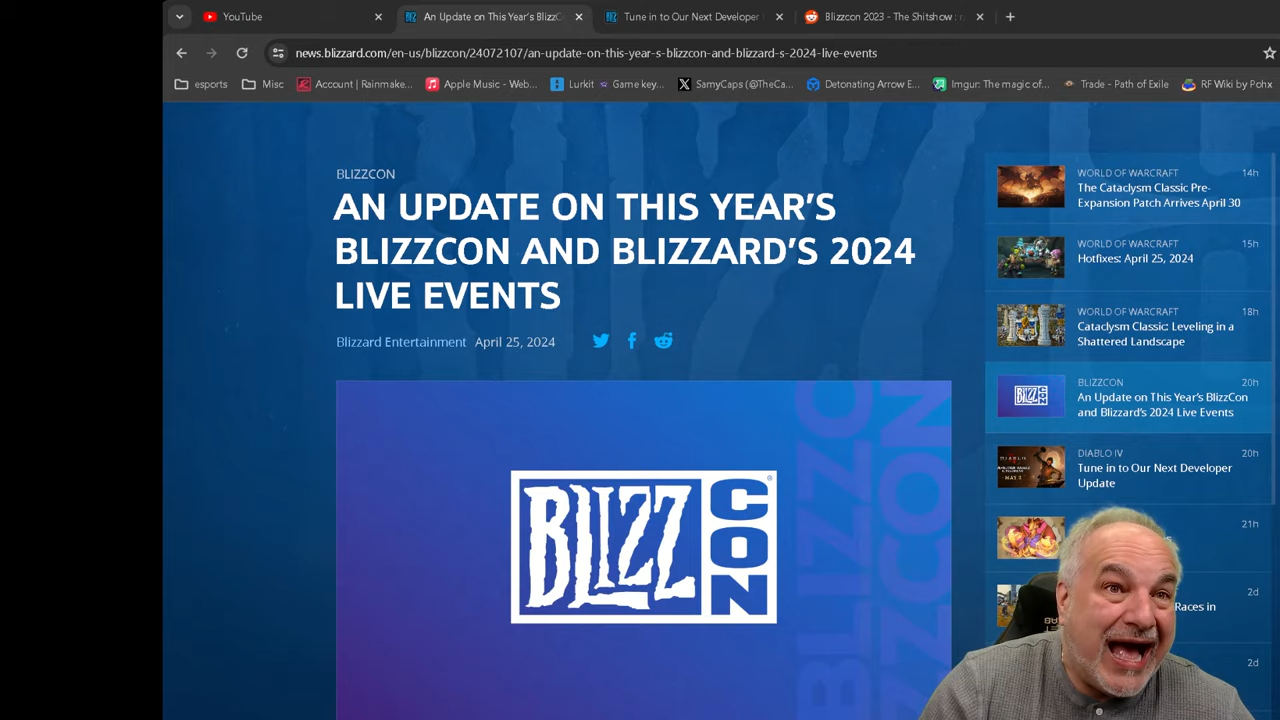 YouTube
An Update on This Year's BlizzC
Tune in to Our Next Developer
Blizzcon 2023 - The Shitshow : r
news.blizzard.com/en-us/blizzcon/24072107/an-update-on-this-year-s-blizzcon-and-blizzard-s-2024-live-events
esports
Misc
Account | Rainmake...
Apple Music - Web...
Lurkit
Game key...
SamyCaps (@TheCa...
Detonating Arrow E...
Imgur: The magic of...
Trade - Path of Exile
RF Wiki by Pohx
BLIZZCON
AN UPDATE ON THIS YEAR'S
BLIZZCON AND BLIZZARD'S 2024
LIVE EVENTS
Blizzard Entertainment April 25, 2024
BLIZZ
CON
BLIZZC
ZZCON
WORLD OF WARCRAFT 14h
The Cataclysm Classic Pre-
Expansion Patch Arrives April 30
WORLD OF WARCRAFT 15h
Hotfixes: April 25, 2024
WORLD OF WARCRAFT 18h
Cataclysm Classic: Leveling in a
Shattered Landscape
BLIZZCON 20h
An Update on This Year's BlizzCon
and Blizzard's 2024 Live Events
DIABLO IV 20h
Tune in to Our Next Developer
Update
21h
2d
Races in
2d